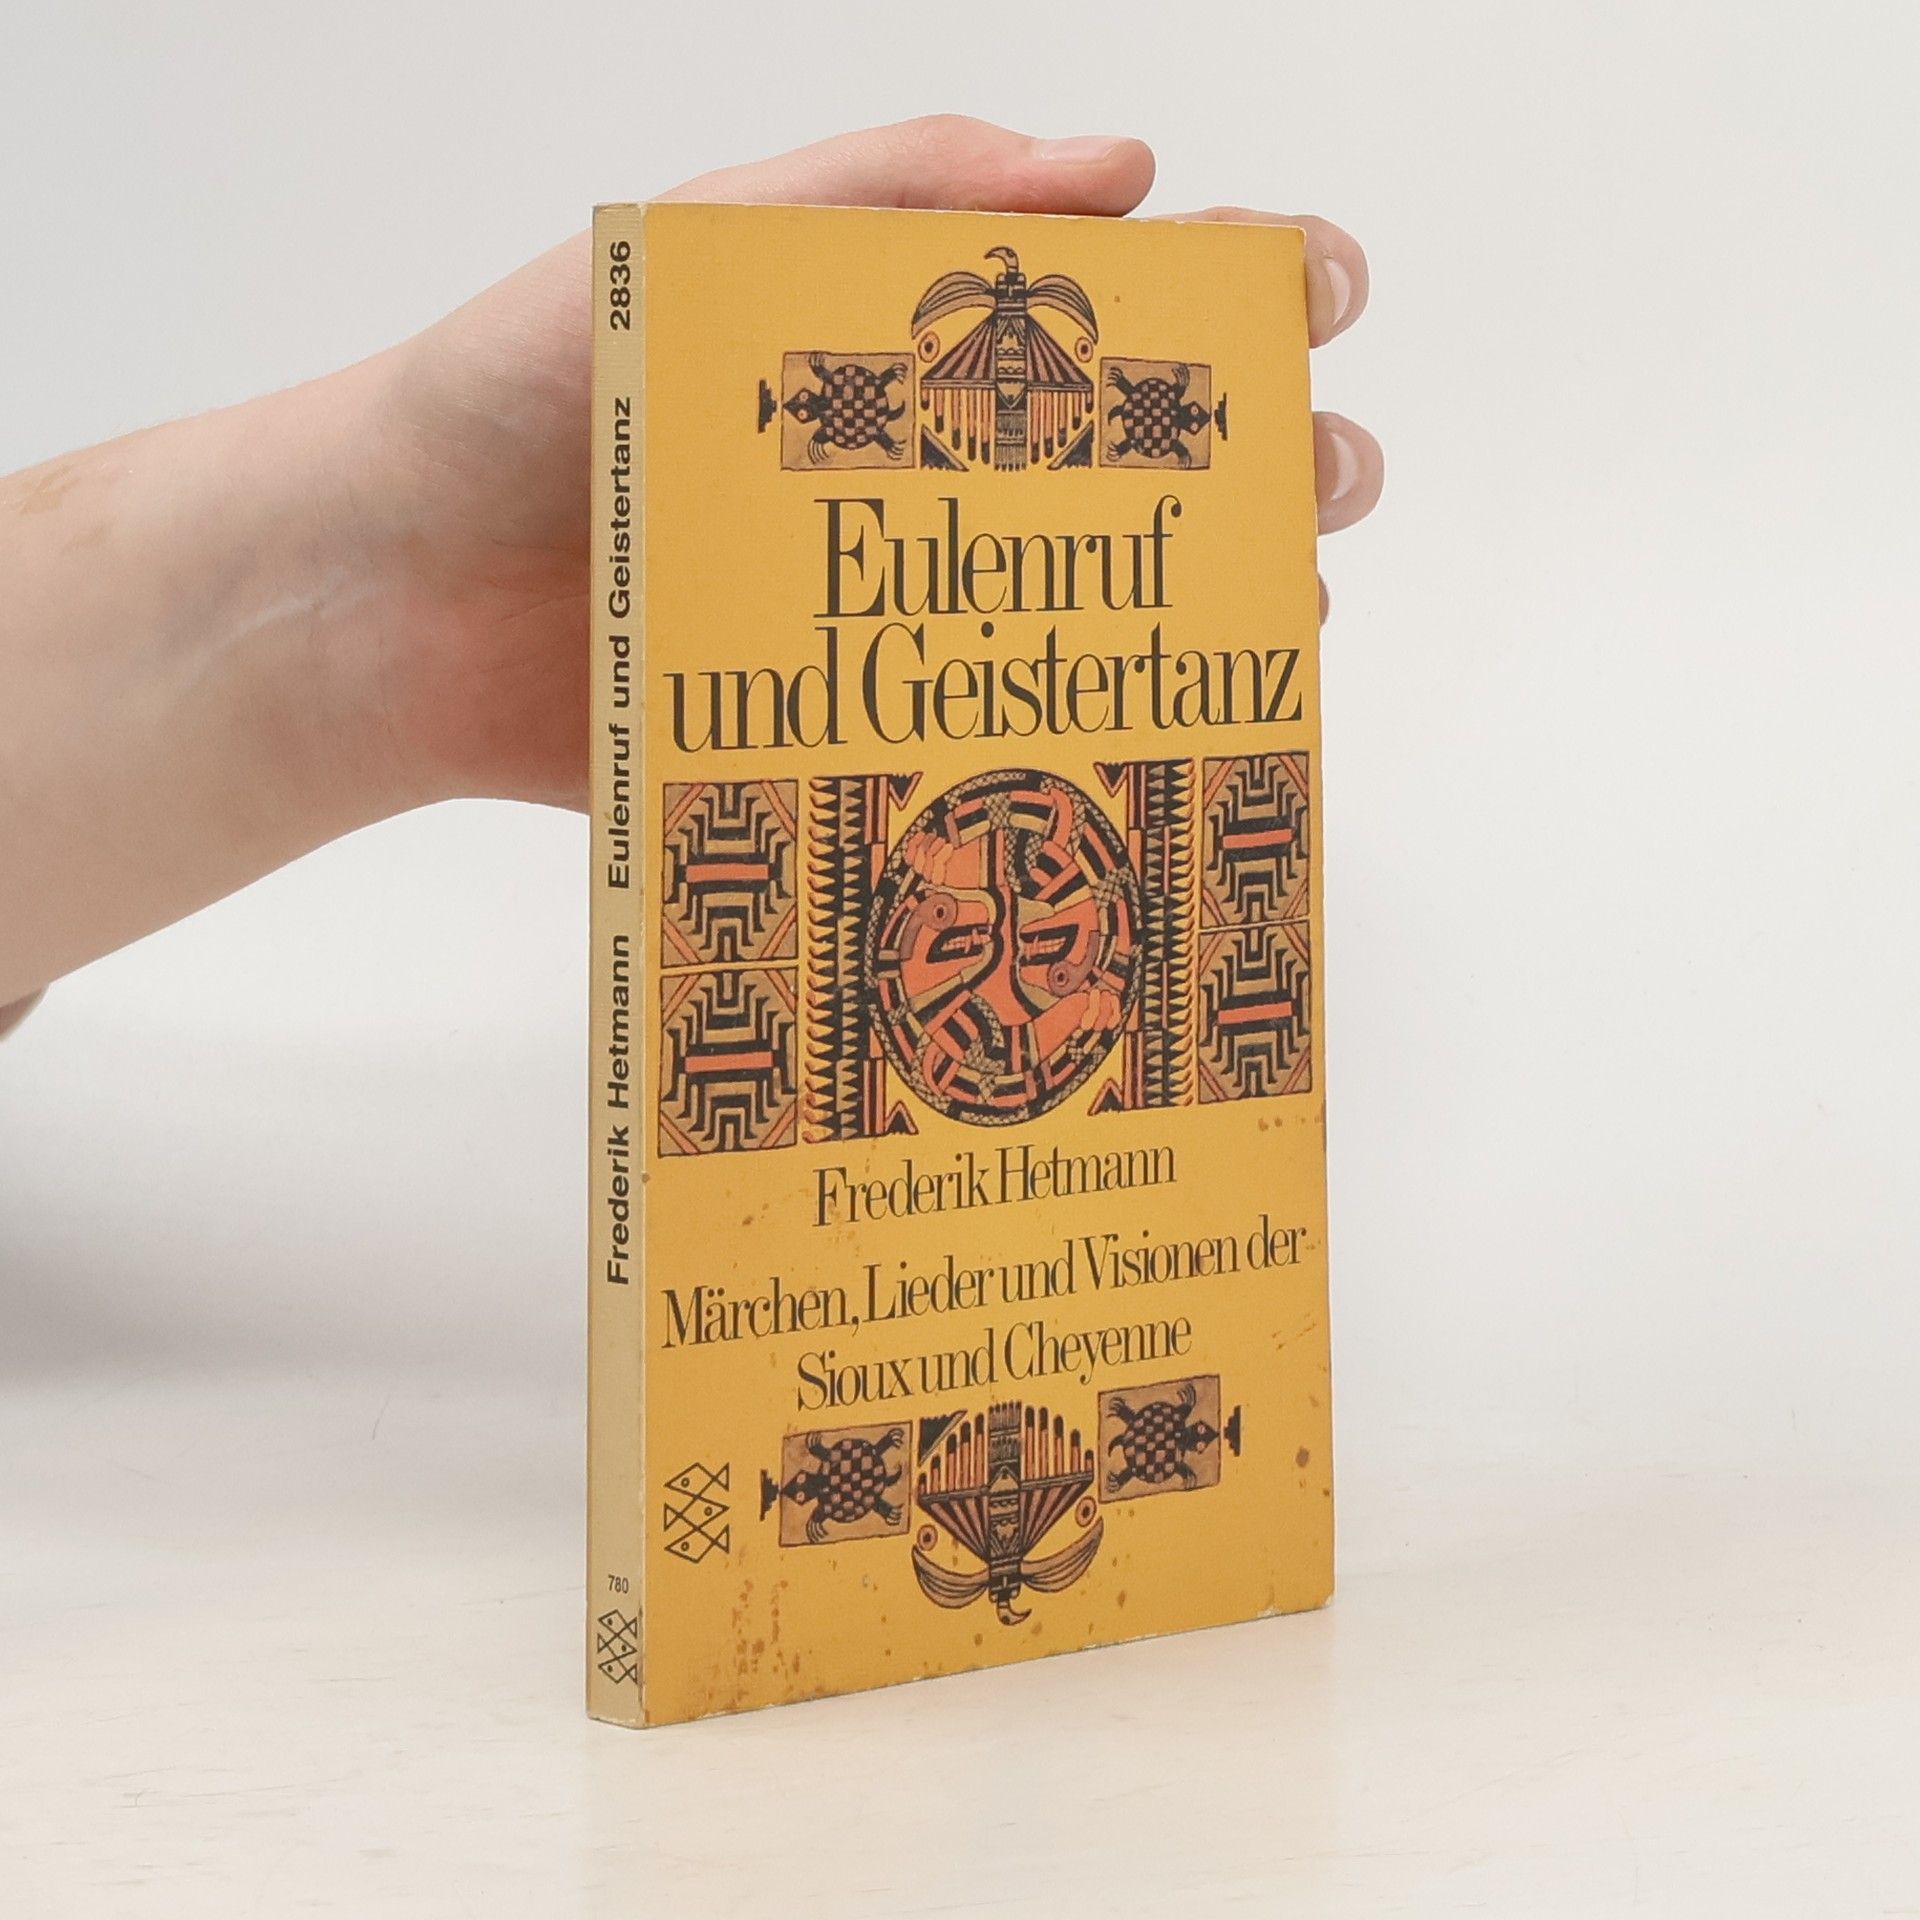 Frederik Hetmann Eulenruf und Geistertanz 2836
780
Eulenruf
und Geistertanz
Frederik Hetmann
Märchen, Lieder und Visionen der
Sioux und Cheyenne